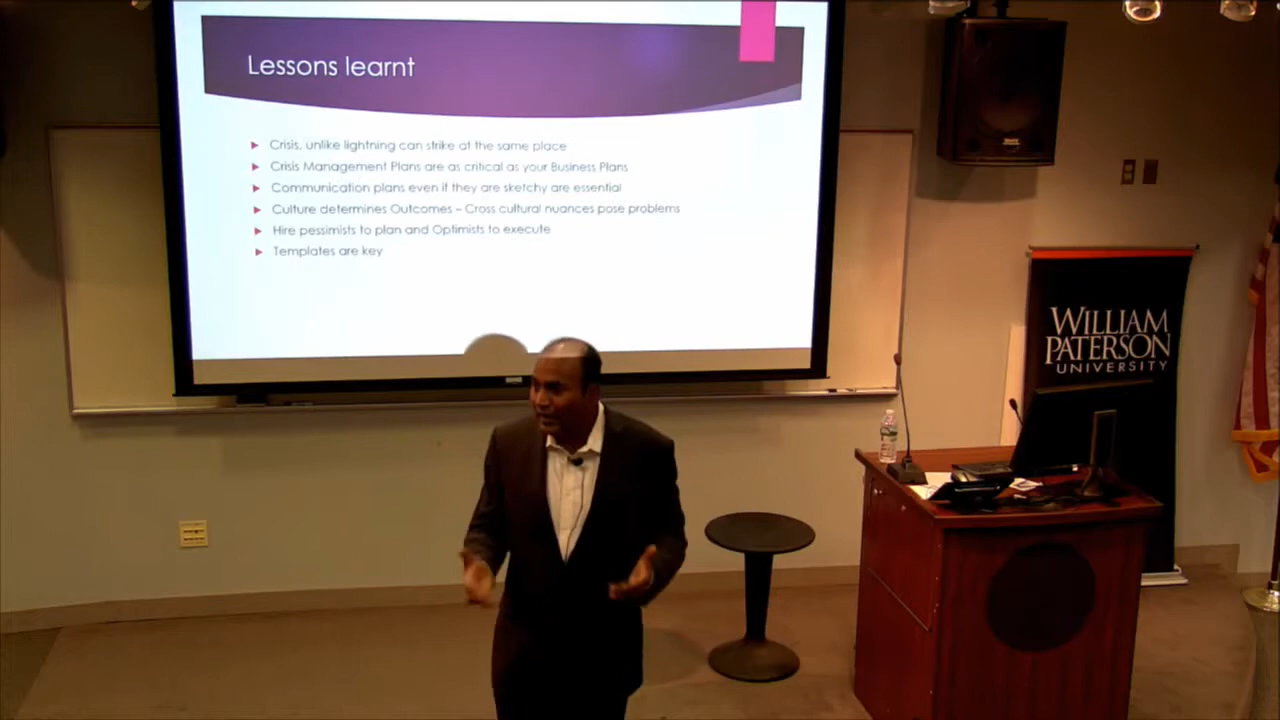 Lessons learnt
Crisis, unlike lightning can strike at the same place
Crisis Management Plans are as critical as your Business Plans
Communication plans even if they are sketchy are essential
Culture determines Outcomes – Cross cultural nuances pose problems
Hire pessimists to plan and Optimists to execute
Templates are key
WILLIAM
PATERSON
UNIVERSITY